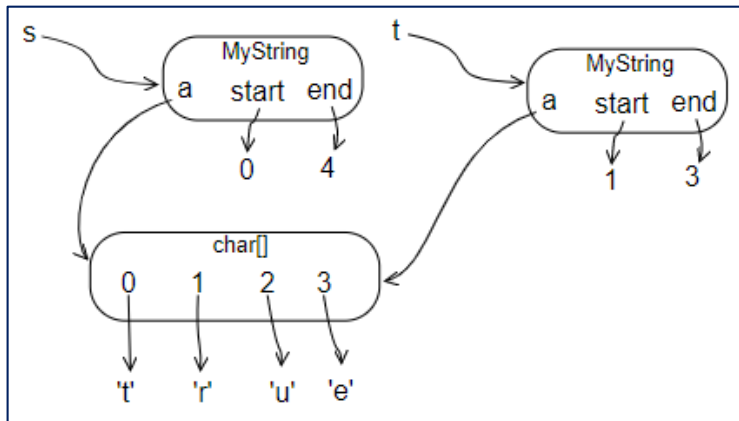 s
t
MyString
a start end
0 4
MyString
a start end
1 3
char[]
0 1 2 3
't' 'r' 'u' 'e'